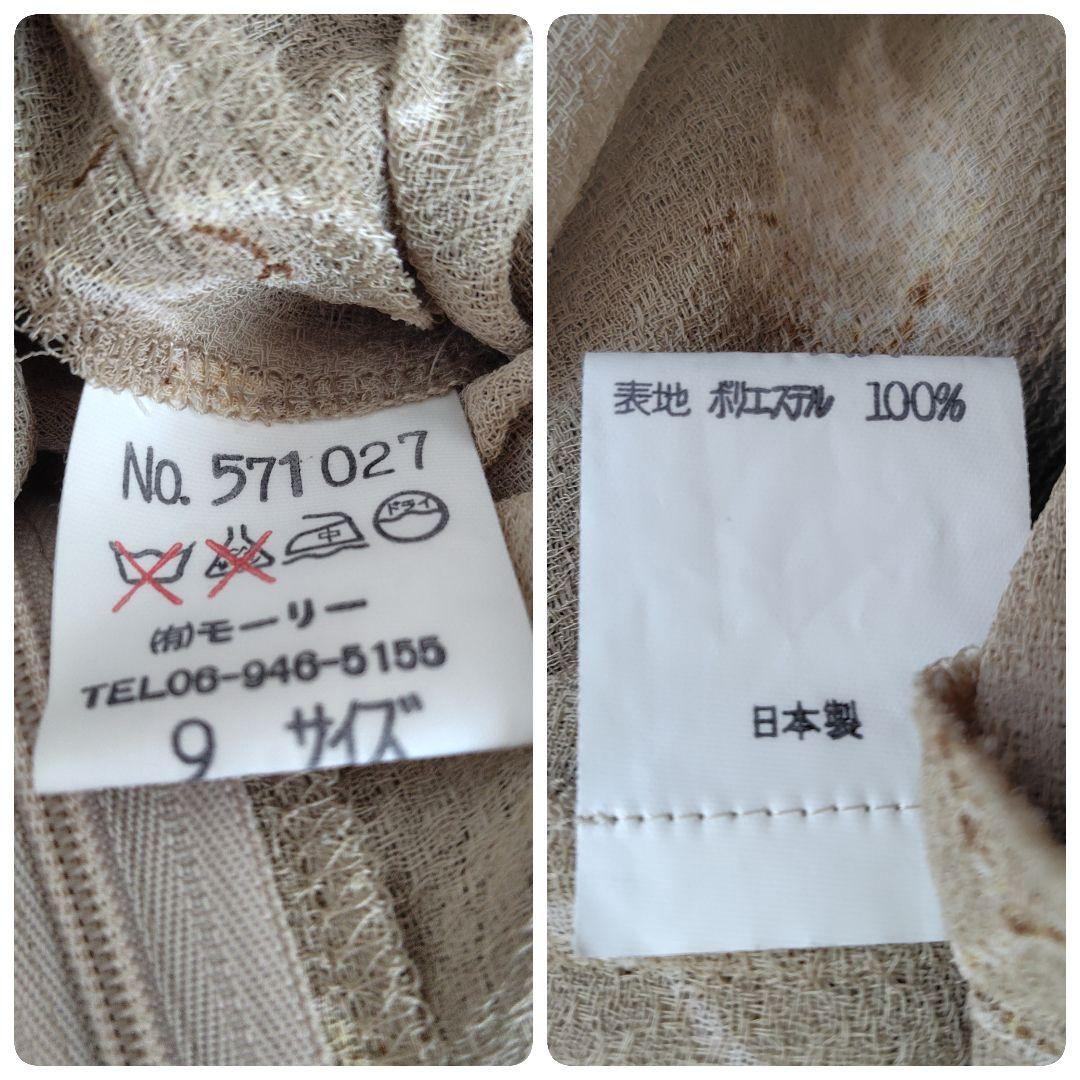 No. 571027
中 ドライ
(有)モーリー
TEL06-946-5155
9 サイズ
表地 ポリエステル 100%
日本製